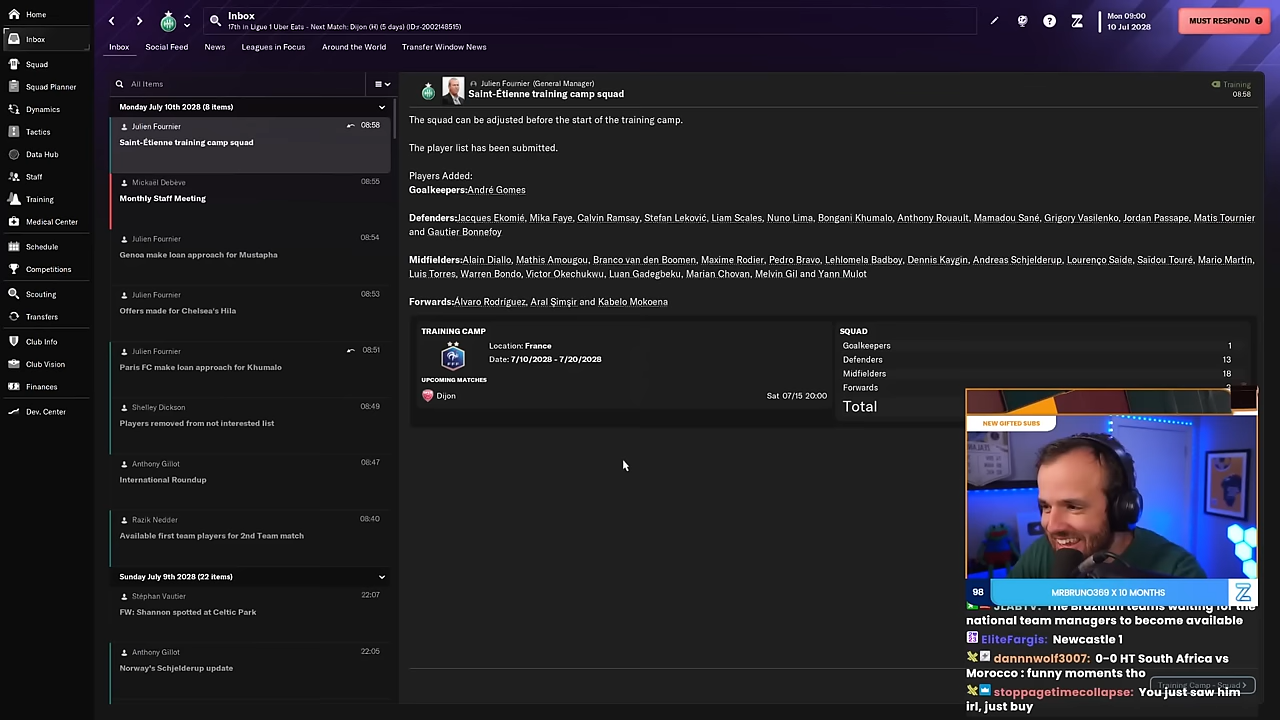 Home
Inbox
Squad
Squad Planner
Dynamics
Tactics
Data Hub
Staff
Training
Medical Center
Schedule
Competitions
Scouting
Transfers
Club Info
Club Vision
Finances
Dev. Center
Inbox
17th in Ligue 1 Uber Eats - Next Match: Dijon (H) (5 days) (ID:r-2002148515)
Mon 09:00
10 Jul 2028
MUST RESPOND
Inbox Social Feed News Leagues in Focus Around the World Transfer Window News
All Items
Monday July 10th 2028 (8 items)
Julien Fournier 08:58
Saint-Étienne training camp squad
Mickaël Debève 08:55
Monthly Staff Meeting
Julien Fournier 08:54
Genoa make loan approach for Mustapha
Julien Fournier 08:53
Offers made for Chelsea's Hila
Julien Fournier 08:51
Paris FC make loan approach for Khumalo
Shelley Dickson 08:49
Players removed from not interested list
Anthony Gillot 08:47
International Roundup
Razik Nedder 08:40
Available first team players for 2nd Team match
Sunday July 9th 2028 (22 items)
Stéphan Vautier 22:07
FW: Shannon spotted at Celtic Park
Anthony Gillot 22:05
Norway's Schjelderup update
Julien Fournier (General Manager)
Saint-Étienne training camp squad
Training
08:58
The squad can be adjusted before the start of the training camp.
The player list has been submitted.
Players Added:
Goalkeepers:André Gomes
Defenders:Jacques Ekomié, Mika Faye, Calvin Ramsay, Stefan Leković, Liam Scales, Nuno Lima, Bongani Khumalo, Anthony Rouault, Mamadou Sané, Grigory Vasilenko, Jordan Passape, Matis Tournier
and Gautier Bonnefoy
Midfielders:Alain Diallo, Mathis Amougou, Branco van den Boomen, Maxime Rodier, Pedro Bravo, Lehlomela Badboy, Dennis Kaygin, Andreas Schjelderup, Lourenço Saide, Saïdou Touré, Mario Martín,
Luis Torres, Warren Bondo, Victor Okechukwu, Luan Gadegbeku, Marian Chovan, Melvin Gil and Yann Mulot
Forwards:Álvaro Rodríguez, Aral Şimşir and Kabelo Mokoena
TRAINING CAMP
Location: France
Date: 7/10/2028 - 7/20/2028
UPCOMING MATCHES
Dijon Sat 07/15 20:00
SQUAD
Goalkeepers 1
Defenders 13
Midfielders 18
Forwards
Total
NEW GIFTED SUBS
98 MRBRUNO369 X 10 MONTHS
JLABTV: The Brazilian teams waiting for the
national team managers to become available
EliteFargis: Newcastle 1
dannnwolf3007: 0-0 HT South Africa vs
Morocco : funny moments tho
Training Camp - Squad
stoppagetimecollapse: You just saw him
irl, just buy